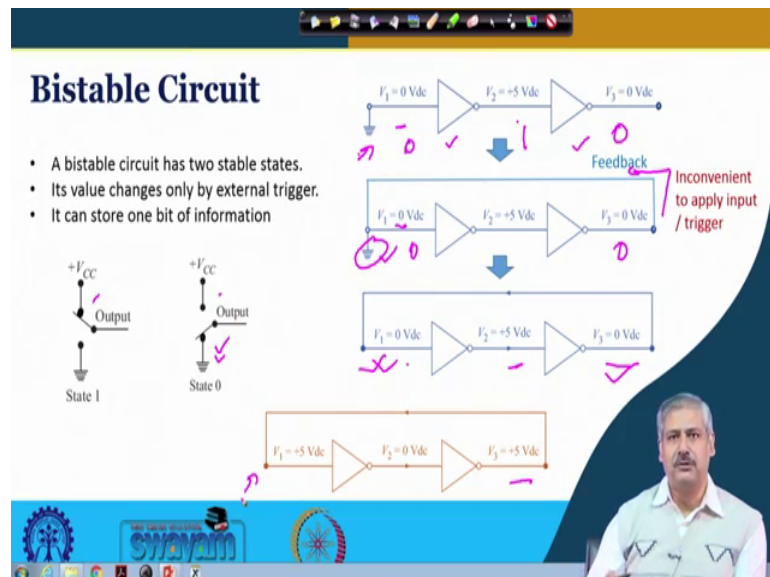 Bistable Circuit
• A bistable circuit has two stable states.
• Its value changes only by external trigger.
• It can store one bit of information
+VCC
Output
State 1
+VCC
Output
State 0
V1 = 0 Vdc V2 = +5 Vdc V3 = 0 Vdc
0 1 0
Feedback
Inconvenient
to apply input
/ trigger
V1 = 0 Vdc V2 = +5 Vdc V3 = 0 Vdc
0 0
V1 = 0 Vdc V2 = +5 Vdc V3 = 0 Vdc
V1 = +5 Vdc V2 = 0 Vdc V3 = +5 Vdc
swayam